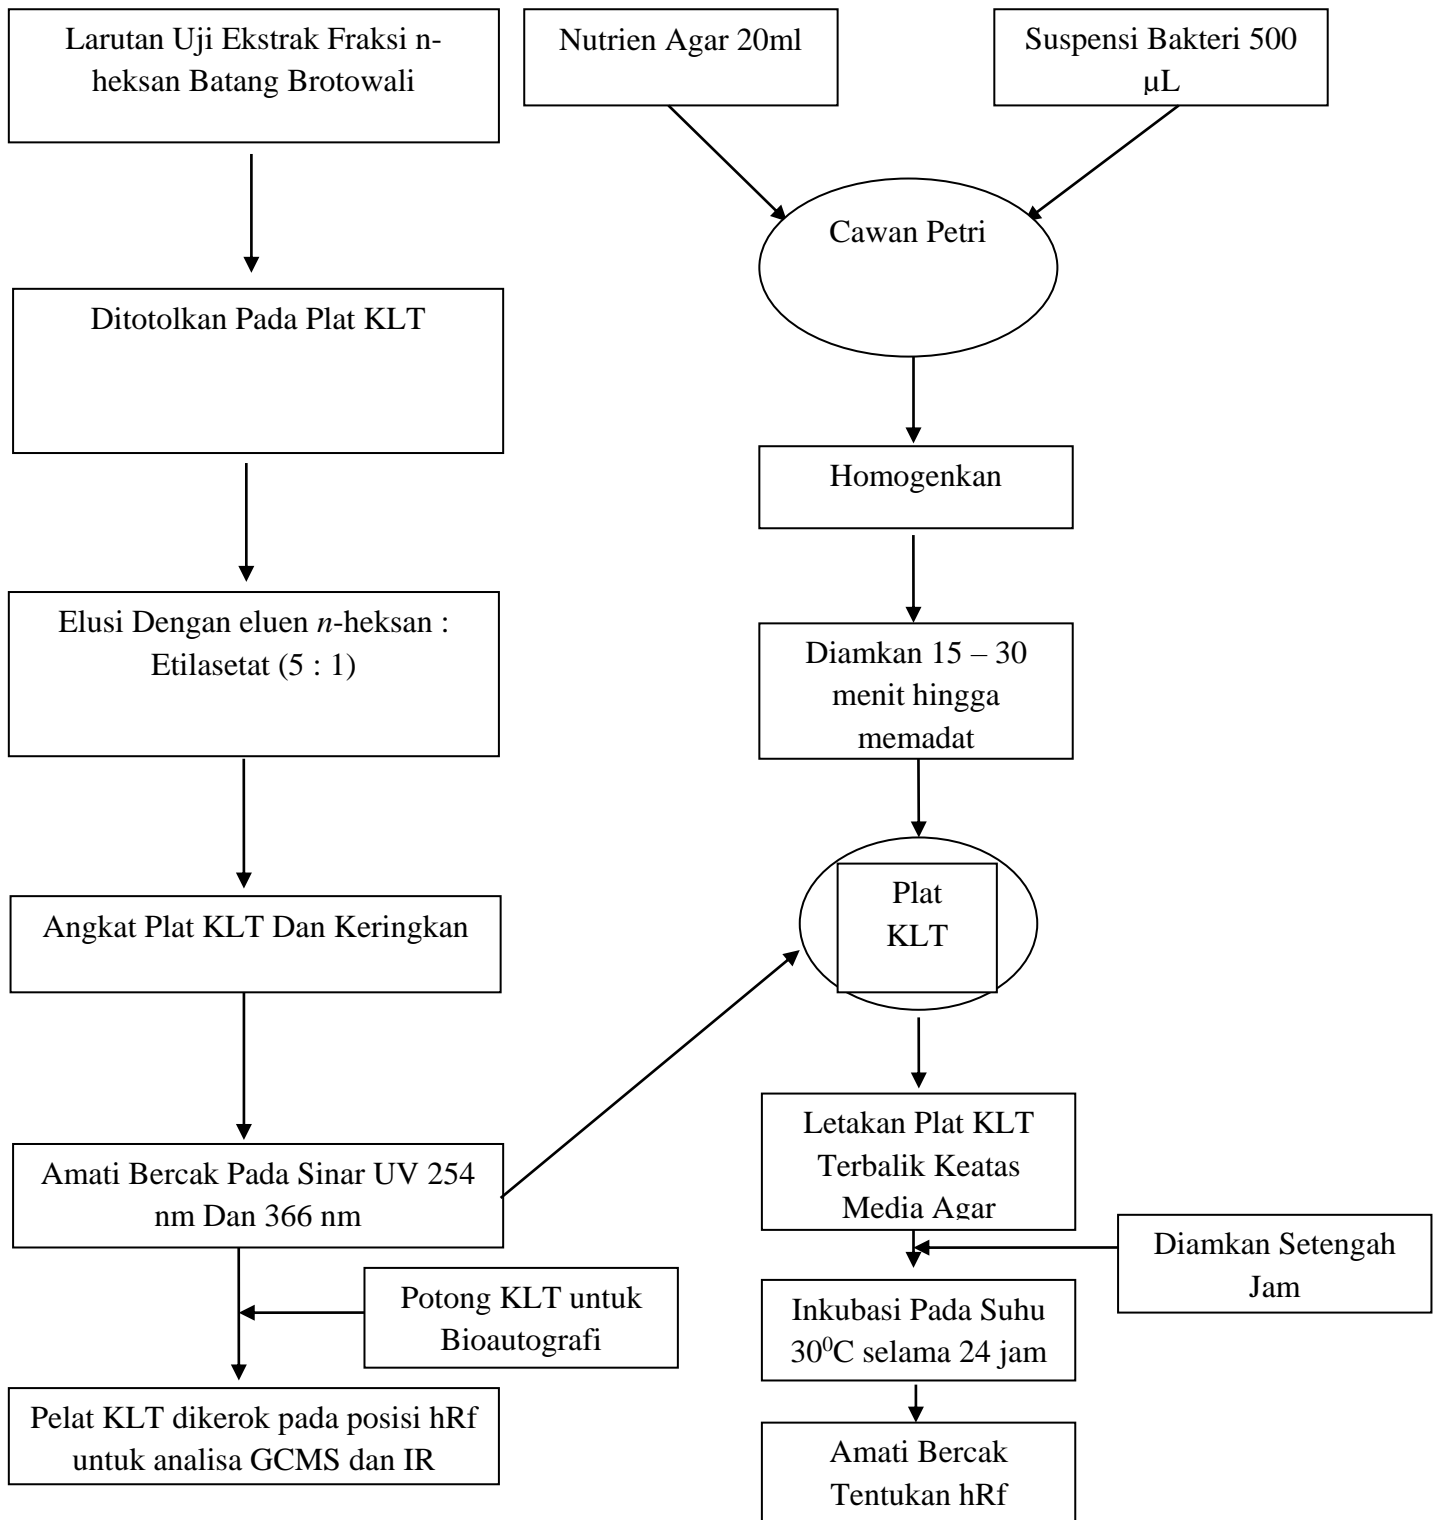 Larutan Uji Ekstrak Fraksi n-
heksan Batang Brotowali
Nutrien Agar 20ml
Suspensi Bakteri 500
µL
Cawan Petri
Ditotolkan Pada Plat KLT
Homogenkan
Elusi Dengan eluen n-heksan :
Etilasetat (5 : 1)
Diamkan 15 – 30
menit hingga
memadat
Angkat Plat KLT Dan Keringkan
Plat
KLT
Amati Bercak Pada Sinar UV 254
nm Dan 366 nm
Letakan Plat KLT
Terbalik Keatas
Media Agar
Diamkan Setengah
Jam
Potong KLT untuk
Bioautografi
Inkubasi Pada Suhu
30⁰C selama 24 jam
Pelat KLT dikerok pada posisi hRf
untuk analisa GCMS dan IR
Amati Bercak
Tentukan hRf